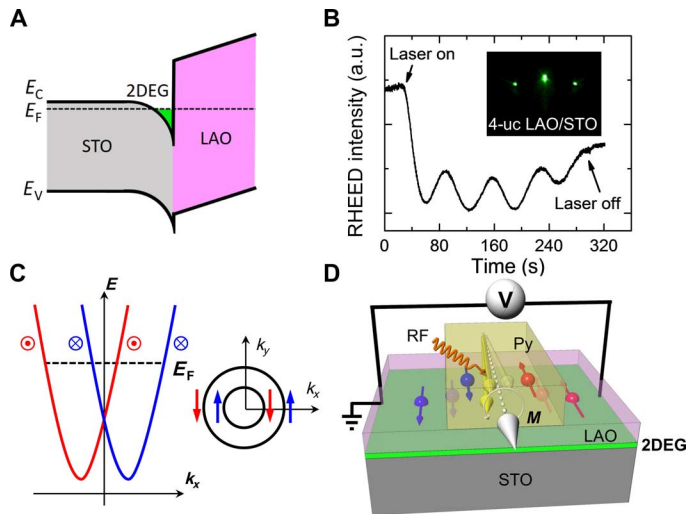 A
E_C
2DEG
E_F
STO
LAO
E_V
B
RHEED intensity (a.u.)
Laser on
4-uc LAO/STO
Laser off
0 80 160 240 320
Time (s)
C
E
E_F
k_x
k_y
k_x
D
V
RF
Py
M
LAO
2DEG
STO